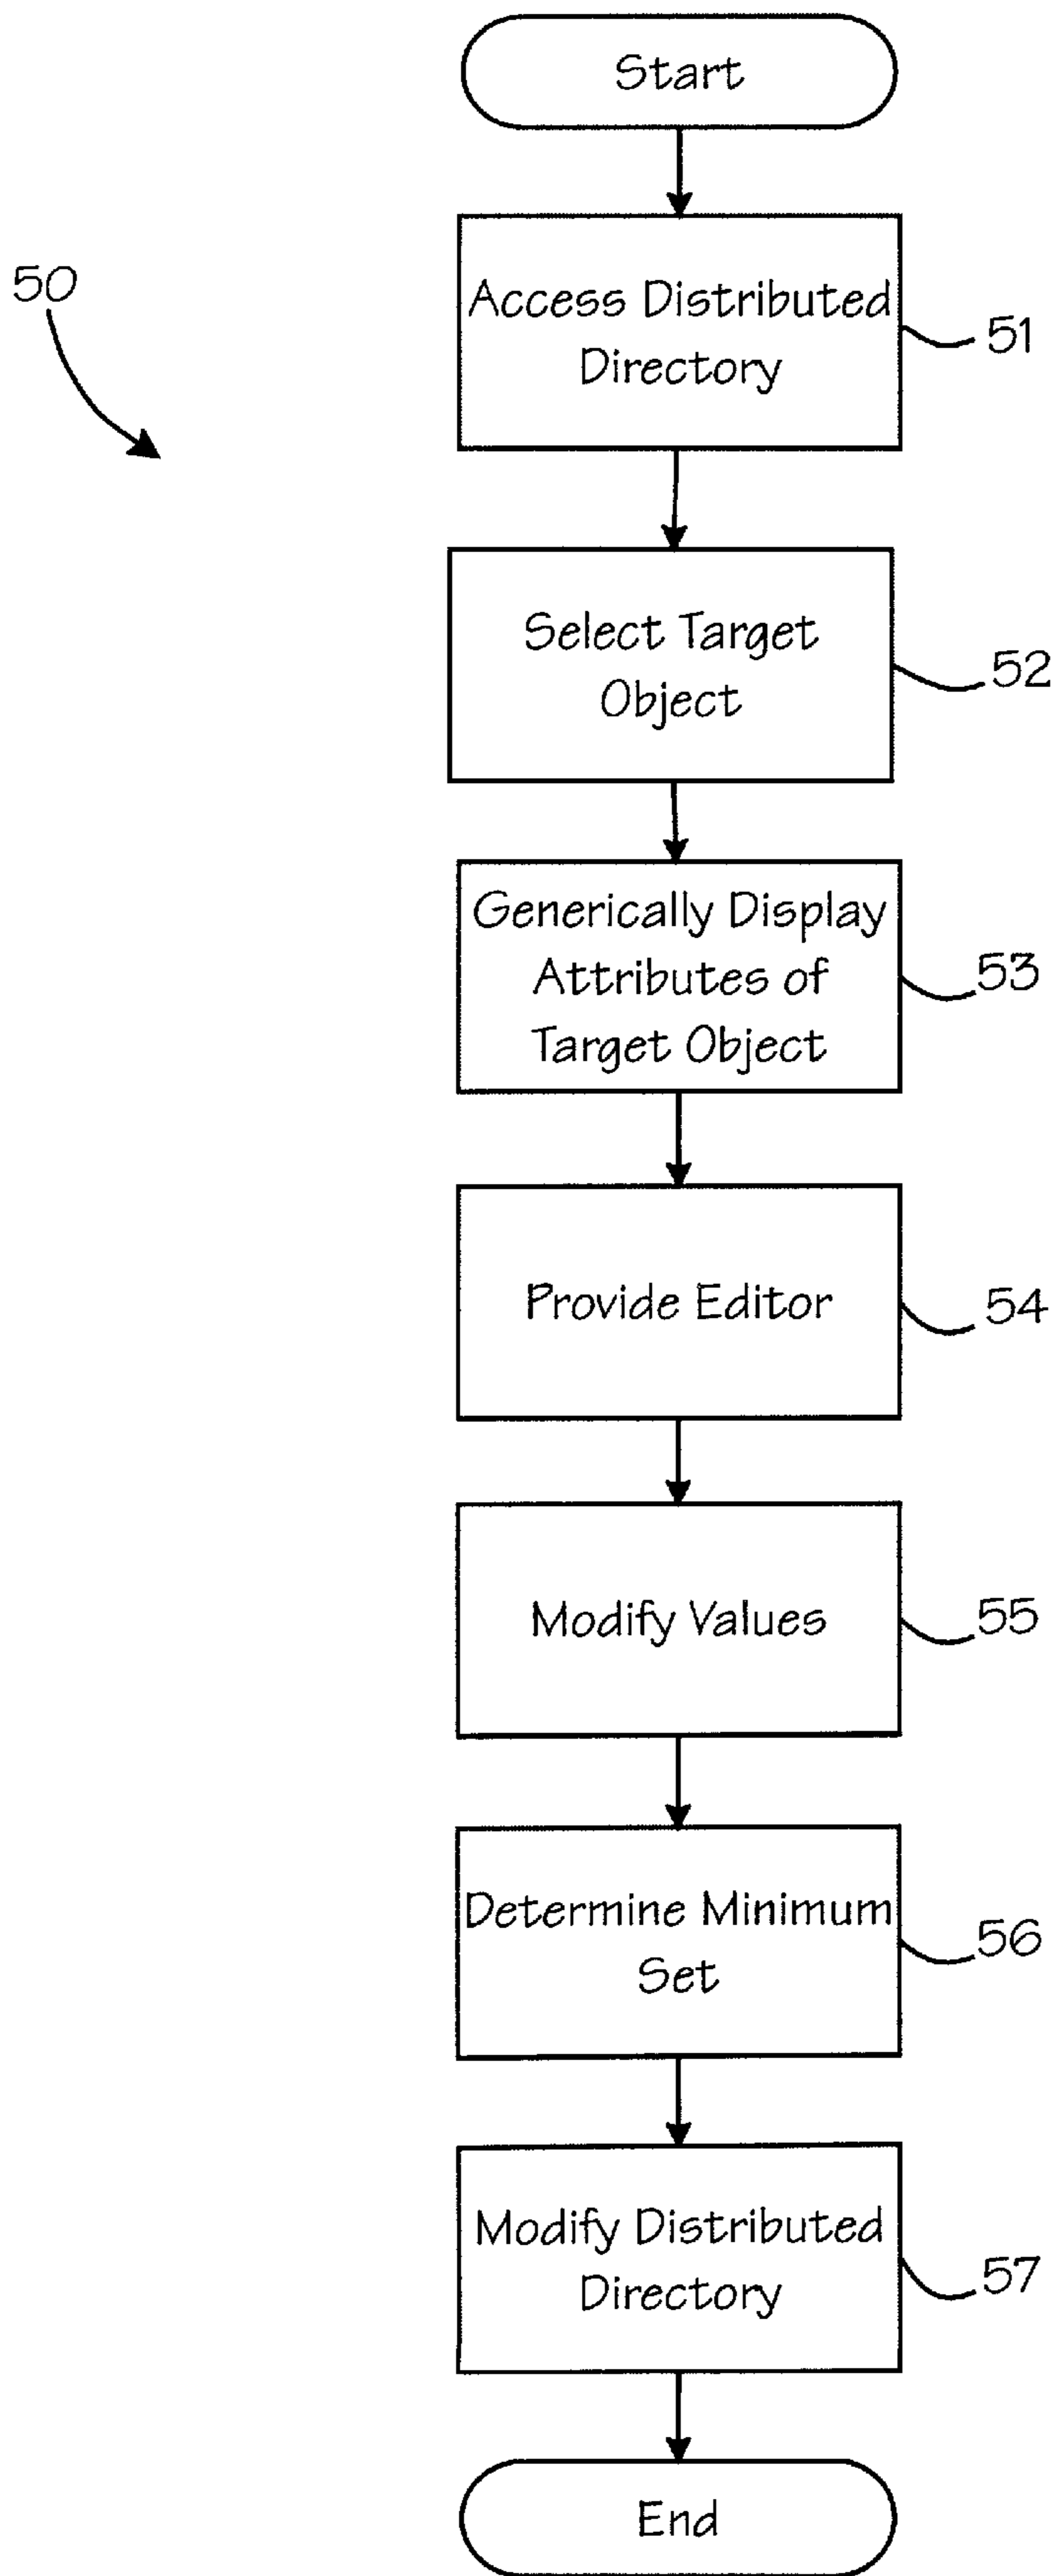 Start
50
Access Distributed
Directory
51
Select Target
Object
52
Generically Display
Attributes of
Target Object
53
Provide Editor
54
Modify Values
55
Determine Minimum
Set
56
Modify Distributed
Directory
57
End